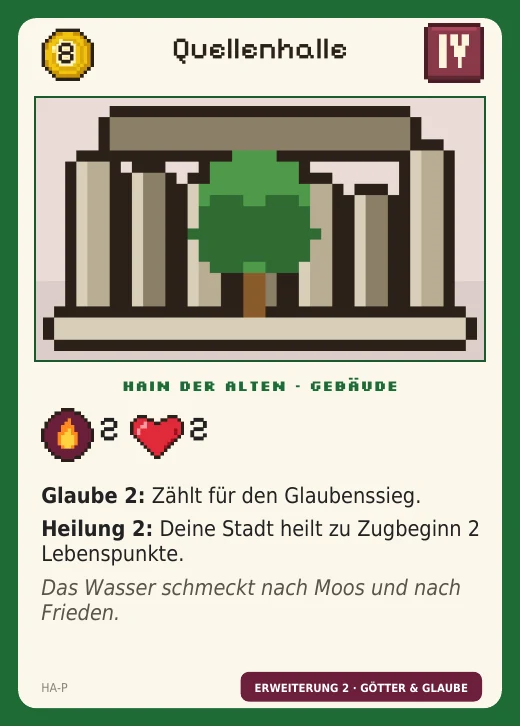 8
Quellenhalle
IV
HAIN DER ALTEN · GEBÄUDE
2 2
Glaube 2: Zählt für den Glaubenssieg.
Heilung 2: Deine Stadt heilt zu Zugbeginn 2
Lebenspunkte.
Das Wasser schmeckt nach Moos und nach
Frieden.
HA-P
ERWEITERUNG 2 · GÖTTER & GLAUBE